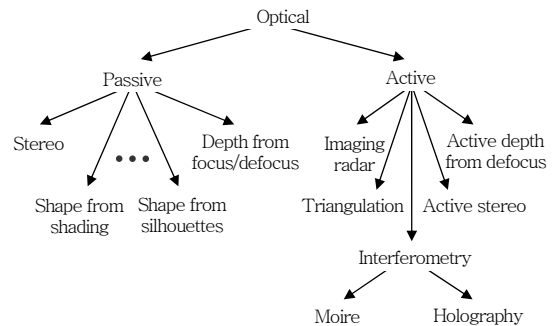 Optical
Passive
Active
Stereo
Depth from
focus/defocus
Imaging
radar
Active depth
from defocus
Shape from
shading
Shape from
silhouettes
Triangulation
Active stereo
Interferometry
Moire
Holography